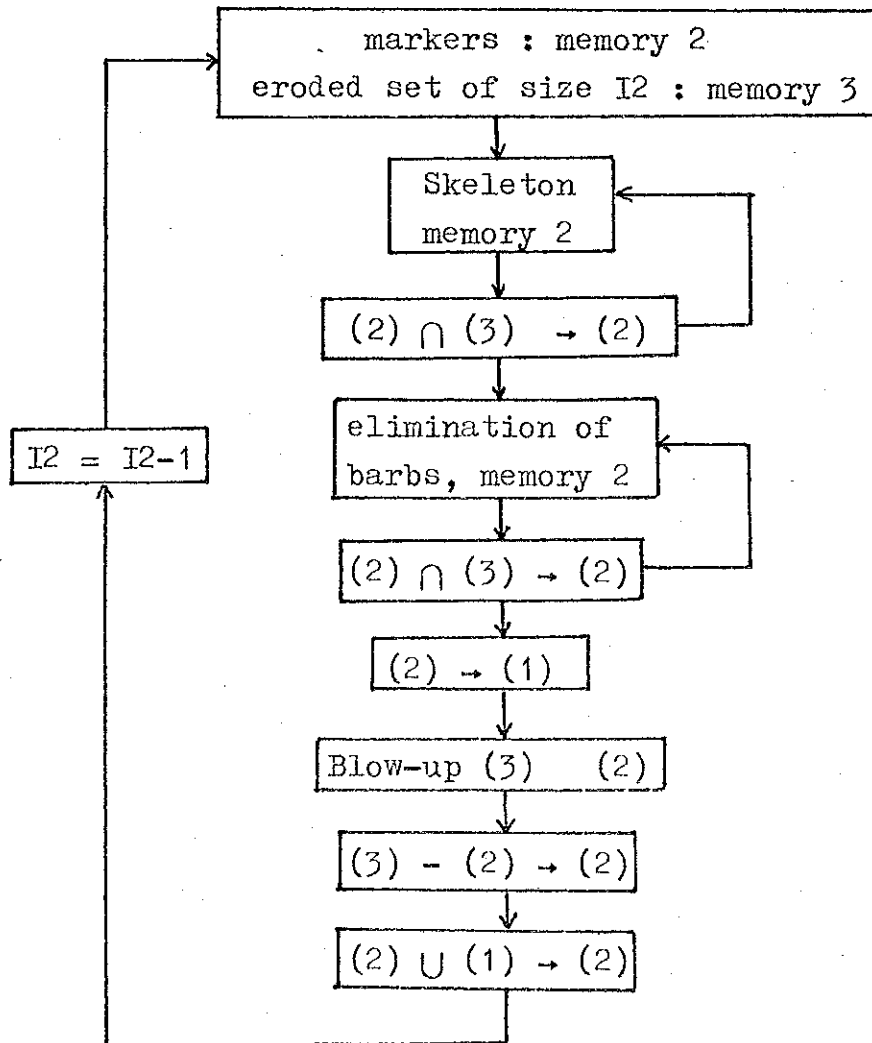 markers : memory 2
eroded set of size I2 : memory 3
Skeleton
memory 2
(2) ∩ (3) → (2)
elimination of
barbs, memory 2
I2 = I2-1
(2) ∩ (3) → (2)
(2) → (1)
Blow-up (3) (2)
(3) - (2) → (2)
(2) ∪ (1) → (2)